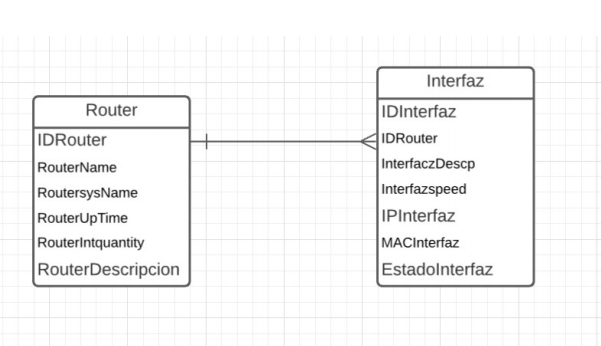 Router
IDRouter
RouterName
RoutersysName
RouterUpTime
RouterIntquantity
RouterDescripcion
Interfaz
IDInterfaz
IDRouter
InterfaczDescp
Interfazspeed
IPInterfaz
MACInterfaz
EstadoInterfaz